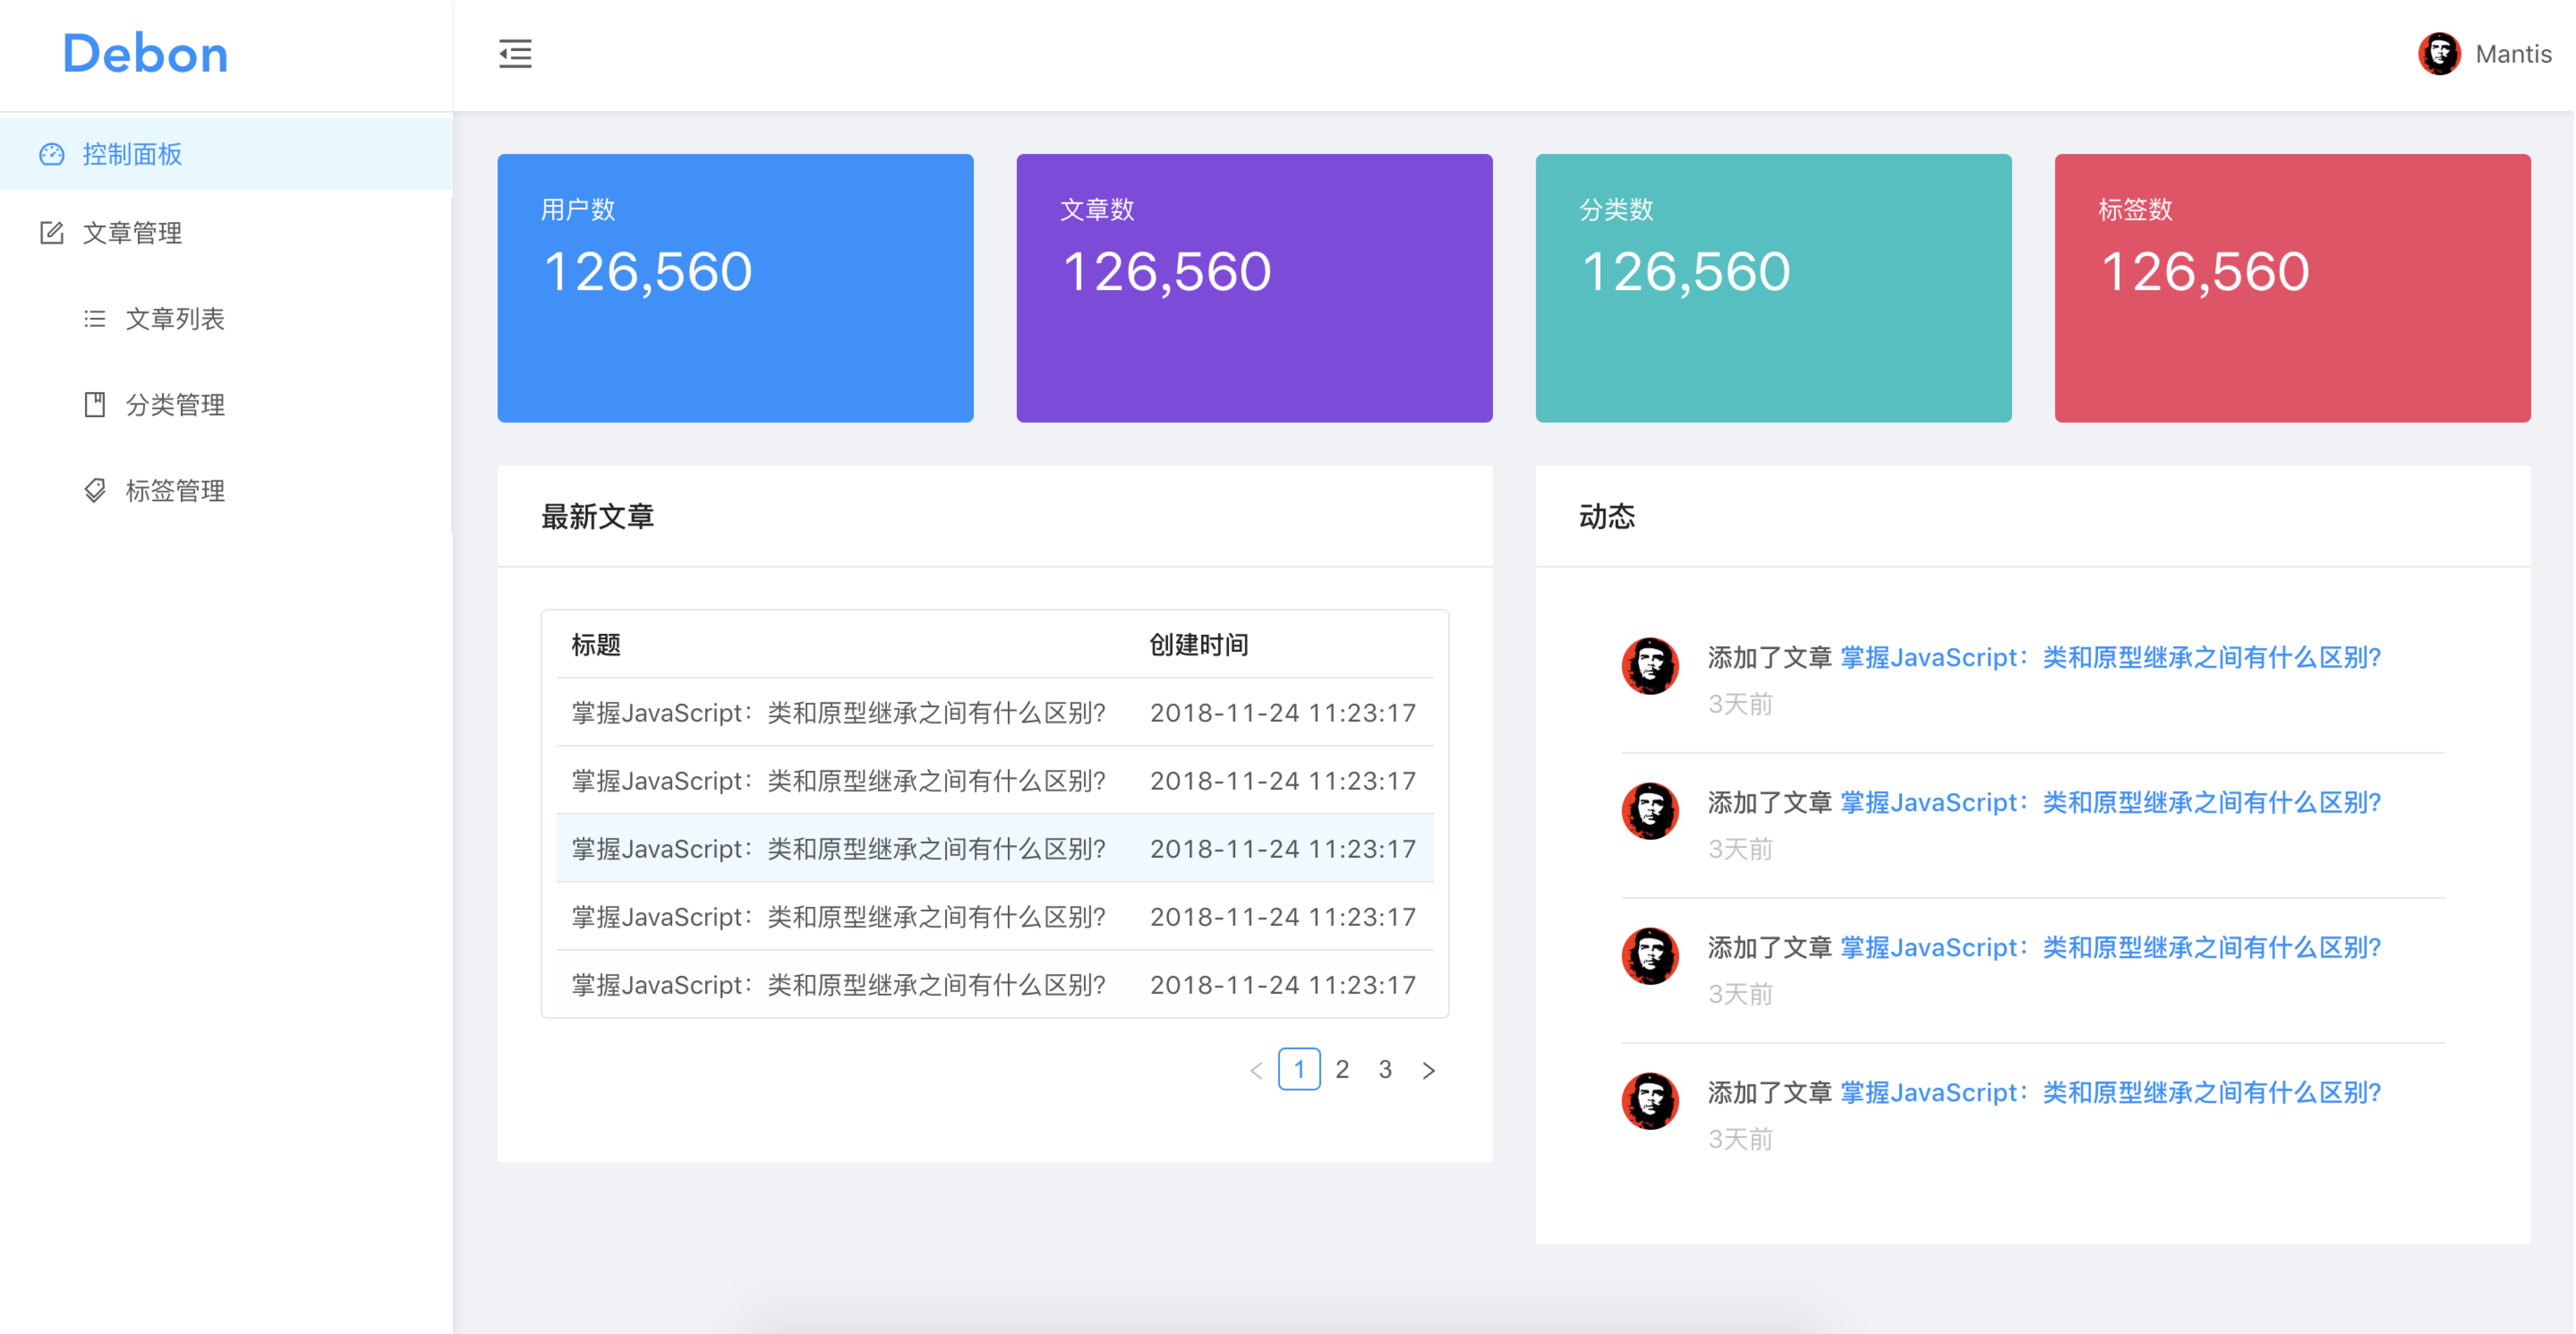 Debon
Mantis
控制面板
文章管理
文章列表
分类管理
标签管理
用户数
126,560
文章数
126,560
分类数
126,560
标签数
126,560
最新文章
标题 创建时间
掌握JavaScript：类和原型继承之间有什么区别? 2018-11-24 11:23:17
掌握JavaScript：类和原型继承之间有什么区别? 2018-11-24 11:23:17
掌握JavaScript：类和原型继承之间有什么区别? 2018-11-24 11:23:17
掌握JavaScript：类和原型继承之间有什么区别? 2018-11-24 11:23:17
掌握JavaScript：类和原型继承之间有什么区别? 2018-11-24 11:23:17
1 2 3
动态
添加了文章 掌握JavaScript：类和原型继承之间有什么区别?
3天前
添加了文章 掌握JavaScript：类和原型继承之间有什么区别?
3天前
添加了文章 掌握JavaScript：类和原型继承之间有什么区别?
3天前
添加了文章 掌握JavaScript：类和原型继承之间有什么区别?
3天前